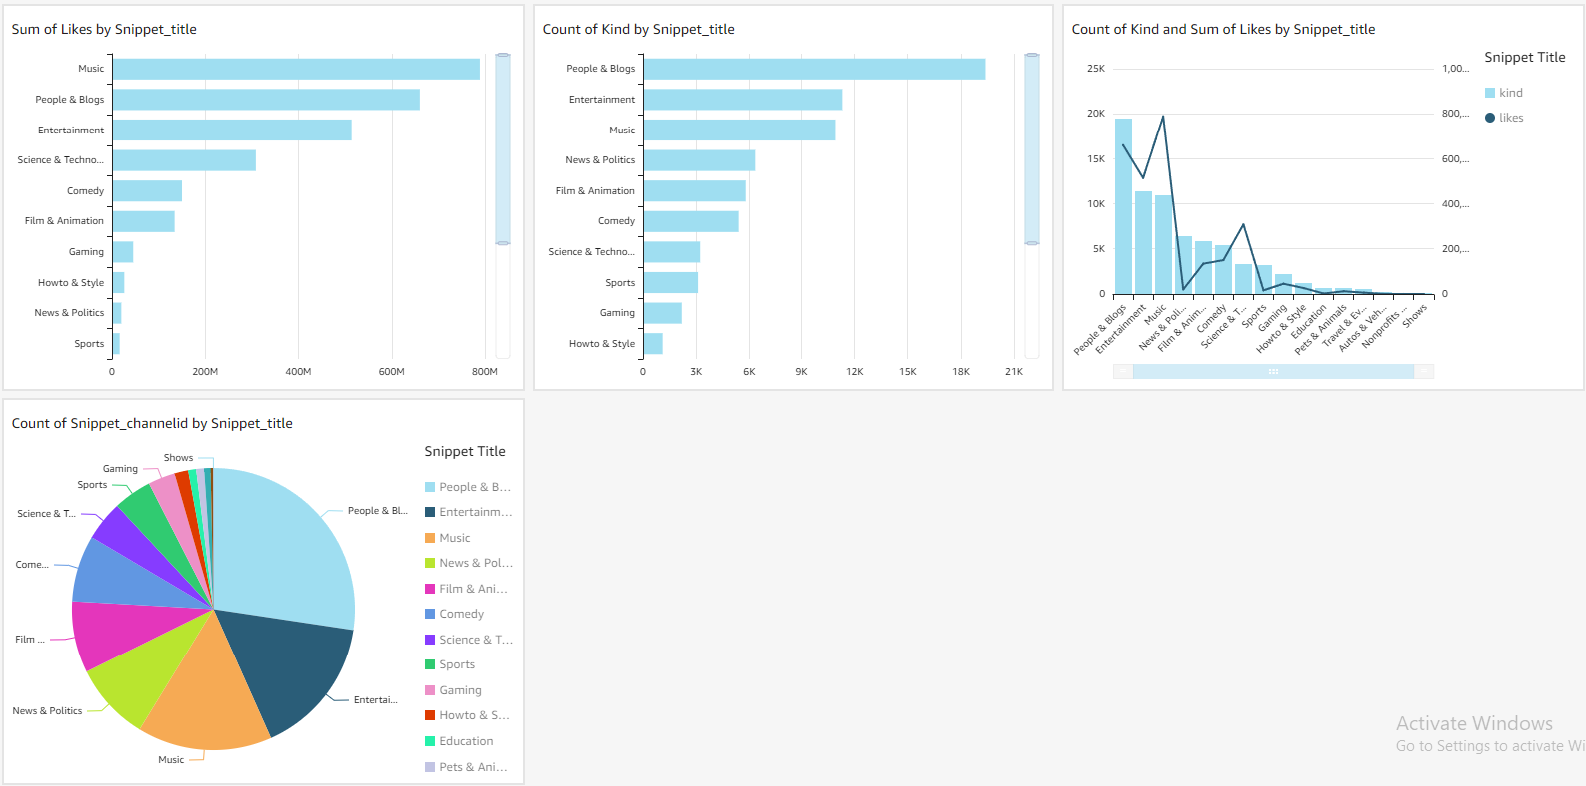 Sum of Likes by Snippet_title
Music
People & Blogs
Entertainment
Science & Techno...
Comedy
Film & Animation
Gaming
Howto & Style
News & Politics
Sports
0 200M 400M 600M 800M
Count of Kind by Snippet_title
People & Blogs
Entertainment
Music
News & Politics
Film & Animation
Comedy
Science & Techno...
Sports
Gaming
Howto & Style
0 3K 6K 9K 12K 15K 18K 21K
Count of Kind and Sum of Likes by Snippet_title
25K
20K
15K
10K
5K
0
1,00...
800,...
600,...
400,...
200,...
0
People & Blogs
Entertainment
Music
News & Poli...
Film & Anim...
Comedy
Science & T...
Sports
Gaming
Howto & Style
Education
Pets & Animals
Travel & Ev...
Autos & Veh...
Nonprofits ...
Shows
Snippet Title
kind
likes
Count of Snippet_channelid by Snippet_title
Shows
Gaming
Sports
Science & T...
Come...
Film ...
News & Politics
Music
Entertai...
People & Bl...
Snippet Title
People & B...
Entertainm...
Music
News & Pol...
Film & Ani...
Comedy
Science & T...
Sports
Gaming
Howto & S...
Education
Pets & Ani...
Activate Windows
Go to Settings to activate Wi